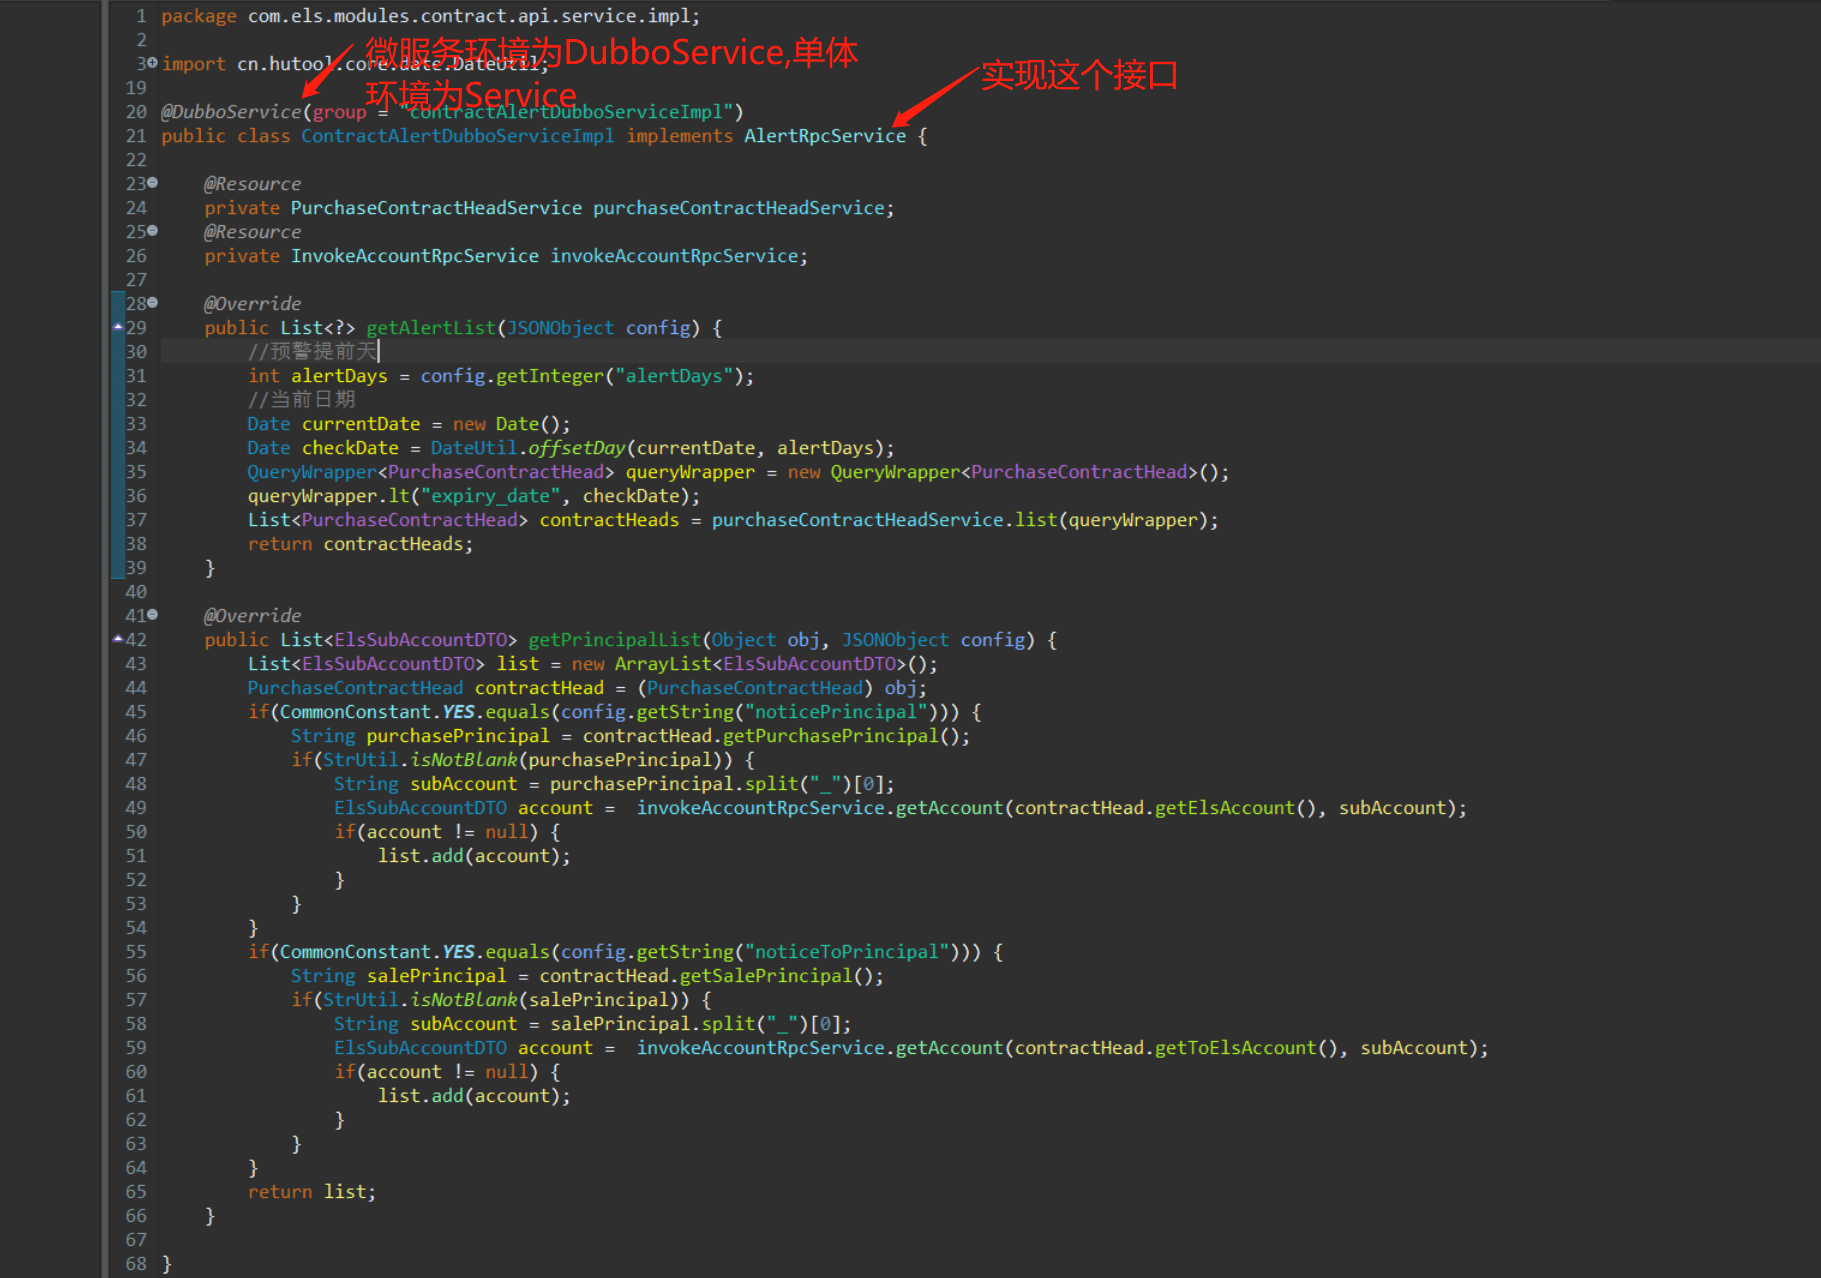 1 package com.els.modules.contract.api.service.impl;
2
微服务环境为DubboService,单体
3 import cn.hutool.core.date.DateUtil;
实现这个接口
19
环境为Service
20 @DubboService(group = "contractAlertDubboServiceImpl")
21 public class ContractAlertDubboServiceImpl implements AlertRpcService {
22
23 @Resource
24 private PurchaseContractHeadService purchaseContractHeadService;
25 @Resource
26 private InvokeAccountRpcService invokeAccountRpcService;
27
28 @Override
29 public List<?> getAlertList(JSONObject config) {
30 //预警提前天
31 int alertDays = config.getInteger("alertDays");
32 //当前日期
33 Date currentDate = new Date();
34 Date checkDate = DateUtil.offsetDay(currentDate, alertDays);
35 QueryWrapper<PurchaseContractHead> queryWrapper = new QueryWrapper<PurchaseContractHead>();
36 queryWrapper.lt("expiry_date", checkDate);
37 List<PurchaseContractHead> contractHeads = purchaseContractHeadService.list(queryWrapper);
38 return contractHeads;
39 }
40
41 @Override
42 public List<ElsSubAccountDTO> getPrincipalList(Object obj, JSONObject config) {
43 List<ElsSubAccountDTO> list = new ArrayList<ElsSubAccountDTO>();
44 PurchaseContractHead contractHead = (PurchaseContractHead) obj;
45 if(CommonConstant.YES.equals(config.getString("noticePrincipal"))) {
46 String purchasePrincipal = contractHead.getPurchasePrincipal();
47 if(StrUtil.isNotBlank(purchasePrincipal)) {
48 String subAccount = purchasePrincipal.split("_")[0];
49 ElsSubAccountDTO account =  invokeAccountRpcService.getAccount(contractHead.getElsAccount(), subAccount);
50 if(account != null) {
51 list.add(account);
52 }
53 }
54 }
55 if(CommonConstant.YES.equals(config.getString("noticeToPrincipal"))) {
56 String salePrincipal = contractHead.getSalePrincipal();
57 if(StrUtil.isNotBlank(salePrincipal)) {
58 String subAccount = salePrincipal.split("_")[0];
59 ElsSubAccountDTO account =  invokeAccountRpcService.getAccount(contractHead.getToElsAccount(), subAccount);
60 if(account != null) {
61 list.add(account);
62 }
63 }
64 }
65 return list;
66 }
67
68 }